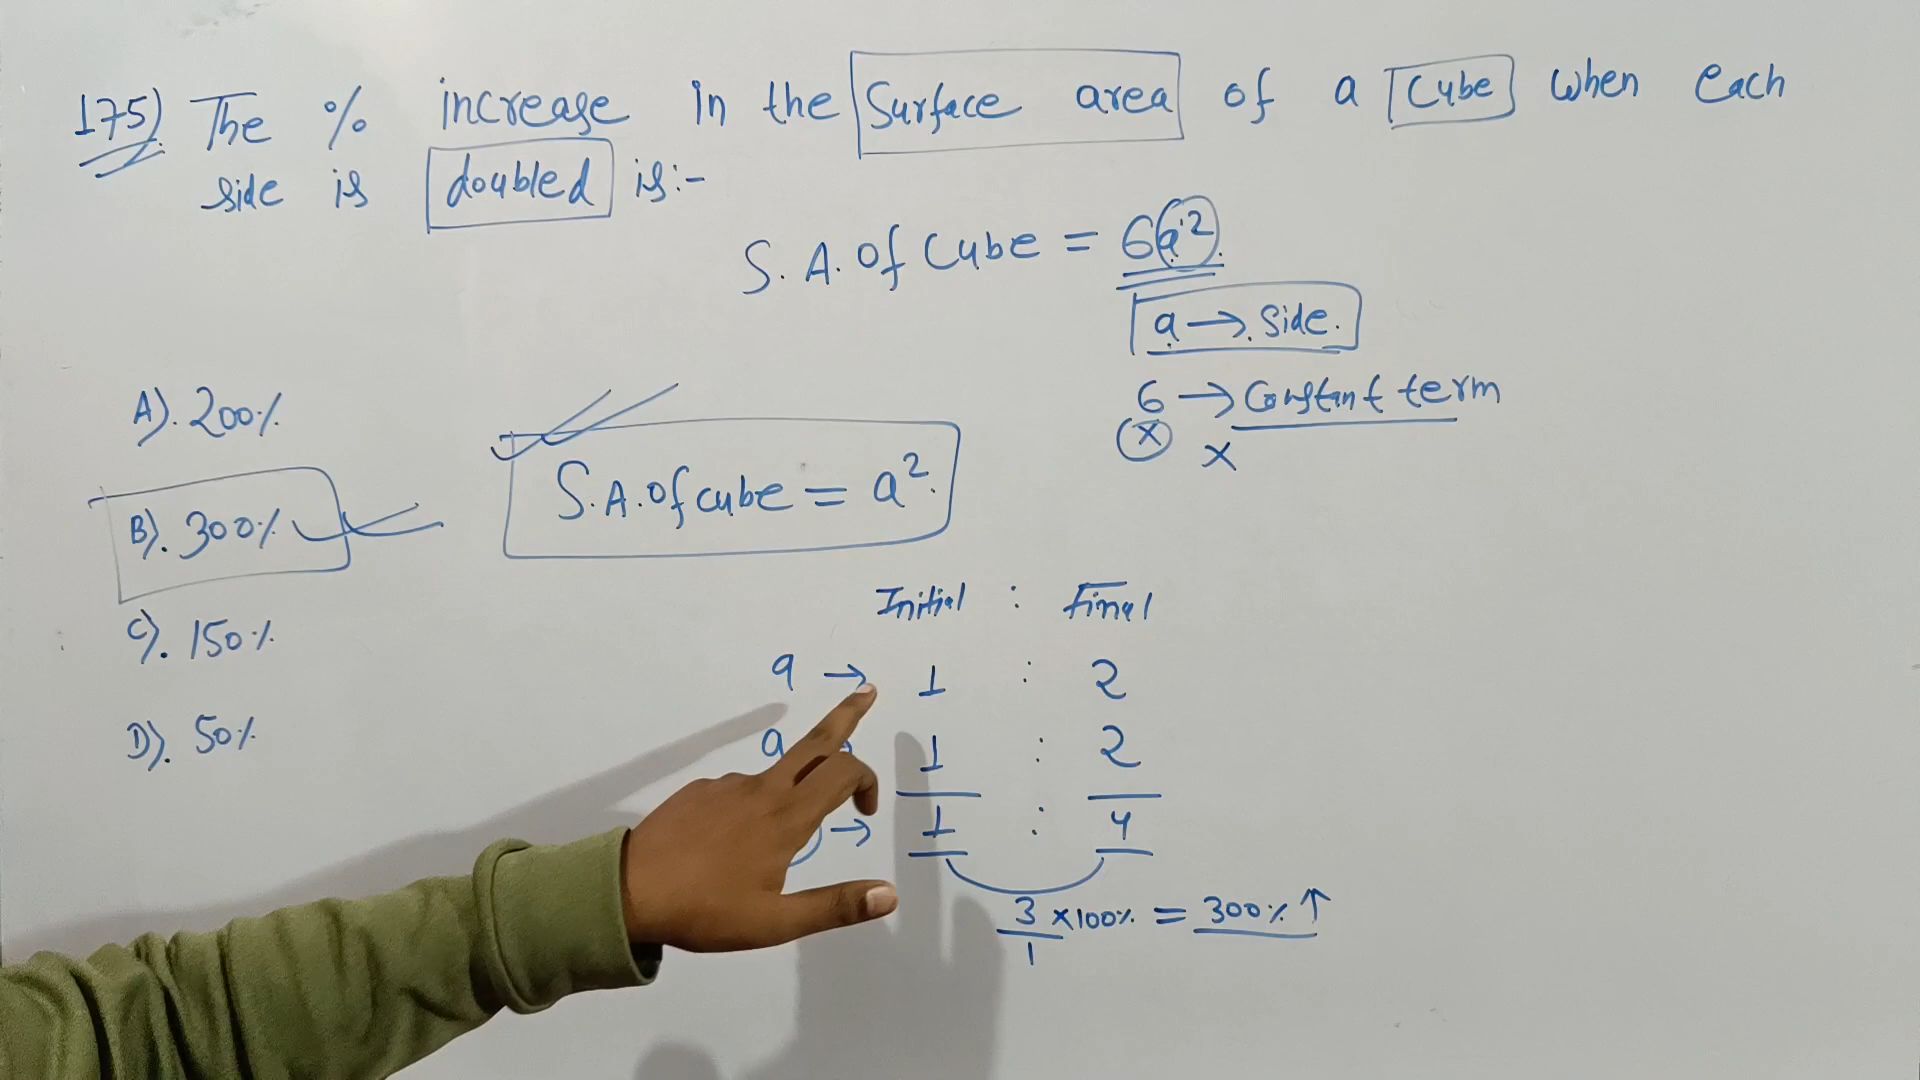 175) The % increase in the Surface area of a Cube when each
side is doubled is:-
S.A.of Cube = 6a²
a → side.
6 → Constant term
x x
A). 200%
B). 300%
C). 150%
D). 50%
S.A.of cube = a².
Initial : Final
a → 1 : 2
a → 1 : 2
→ 1 : 4
3/1 x100% = 300% ↑